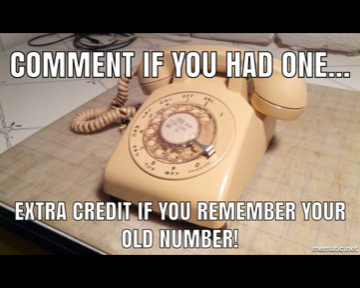 COMMENT IF YOU HAD ONE...
EXTRA CREDIT IF YOU REMEMBER YOUR
OLD NUMBER!
mematic.net